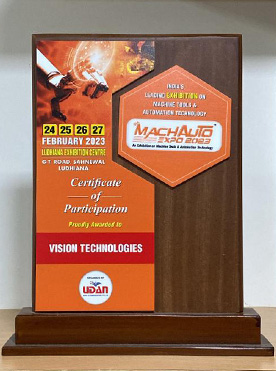 INDIA'S
LEADING EXHIBITION ON
MACHINE TOOLS &
AUTOMATION TECHNOLOGY
MACHAUTO
EXPO 2023
An Exhibition on Machine Tools & Automation Technology
24 25 26 27
FEBRUARY 2023
LUDHIANA EXHIBITION CENTRE
G.T. ROAD SAHNEWAL
LUDHIANA
Certificate
of
Participation
Proudly Awarded to
VISION TECHNOLOGIES
ORGANISED BY
UDAN